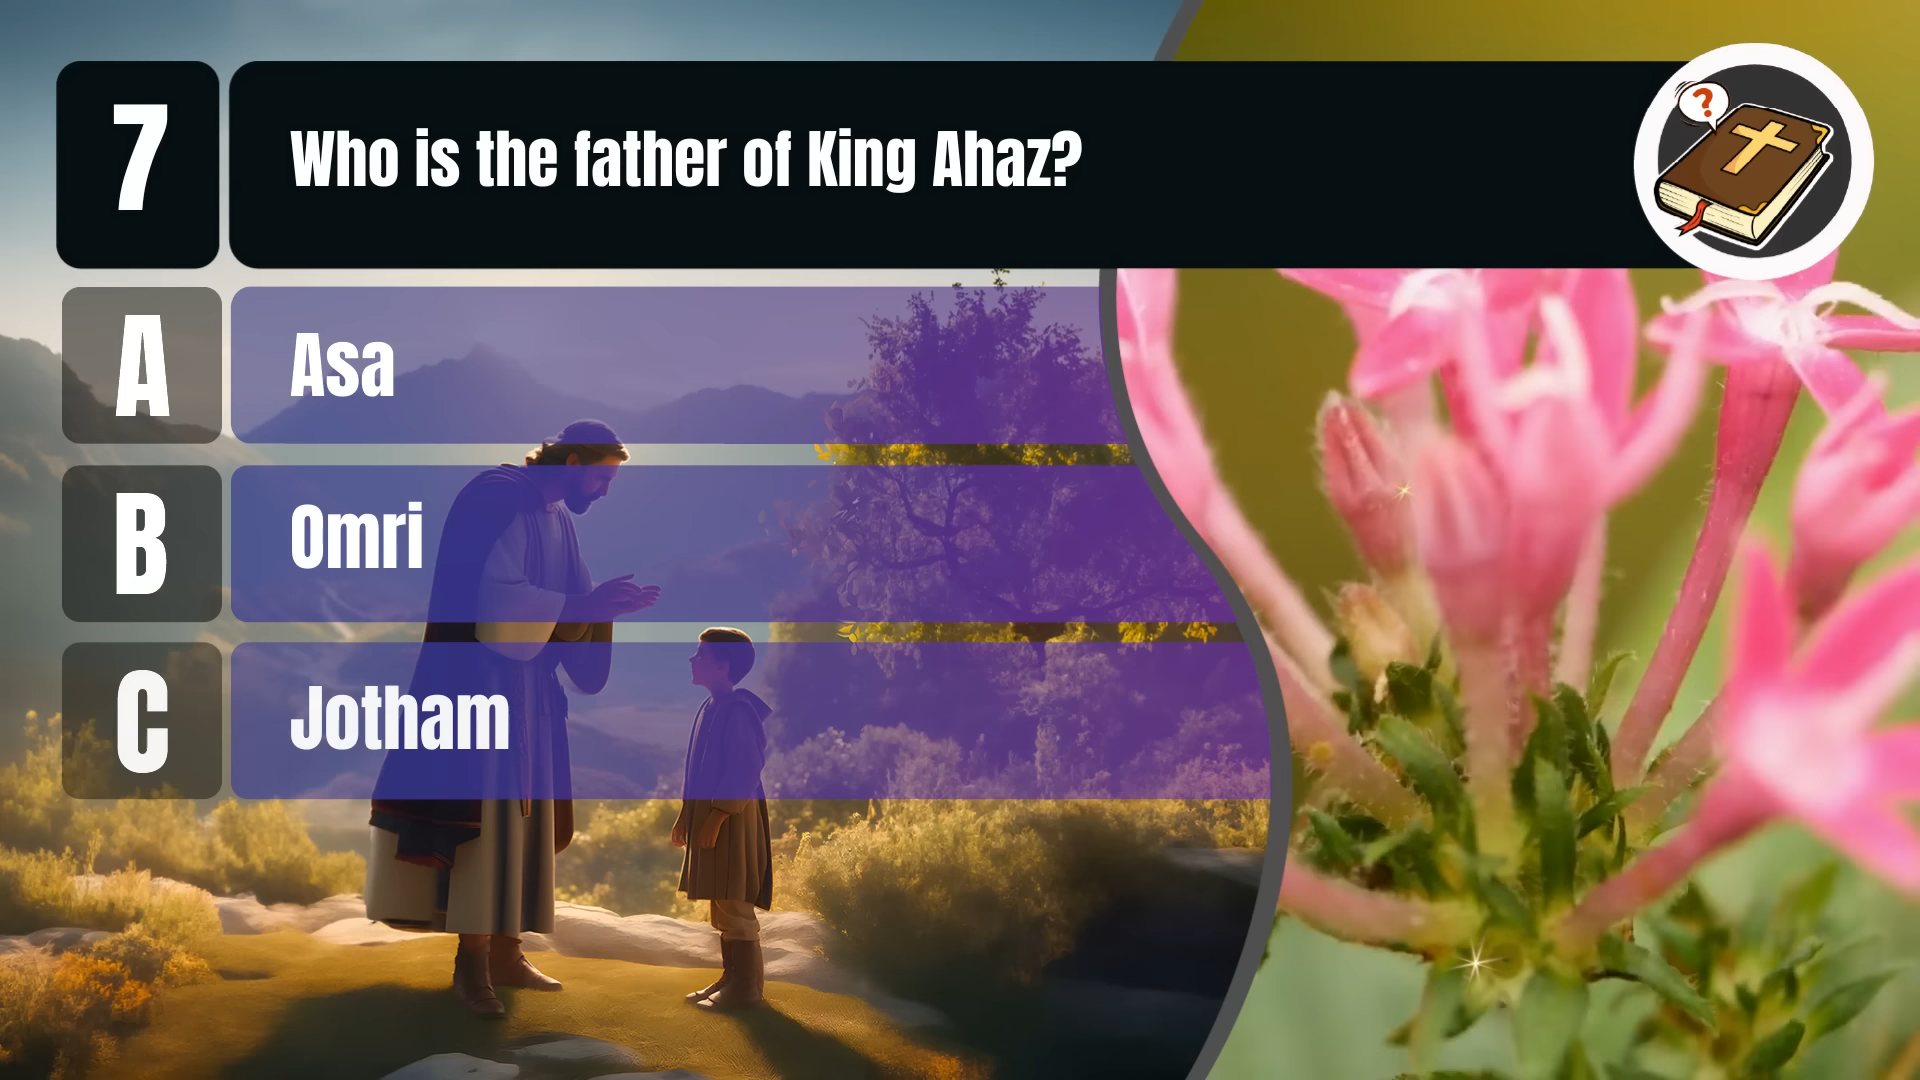 7
Who is the father of King Ahaz?
?
A
Asa
B
Omri
C
Jotham